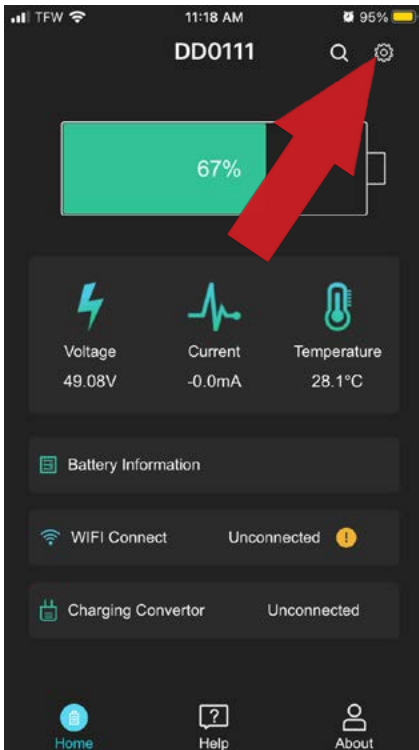 TFW 11:18 AM 95%
DD0111
67%
Voltage Current Temperature
49.08V -0.0mA 28.1°C
Battery Information
WIFI Connect Unconnected !
Charging Convertor Unconnected
?
Home Help About